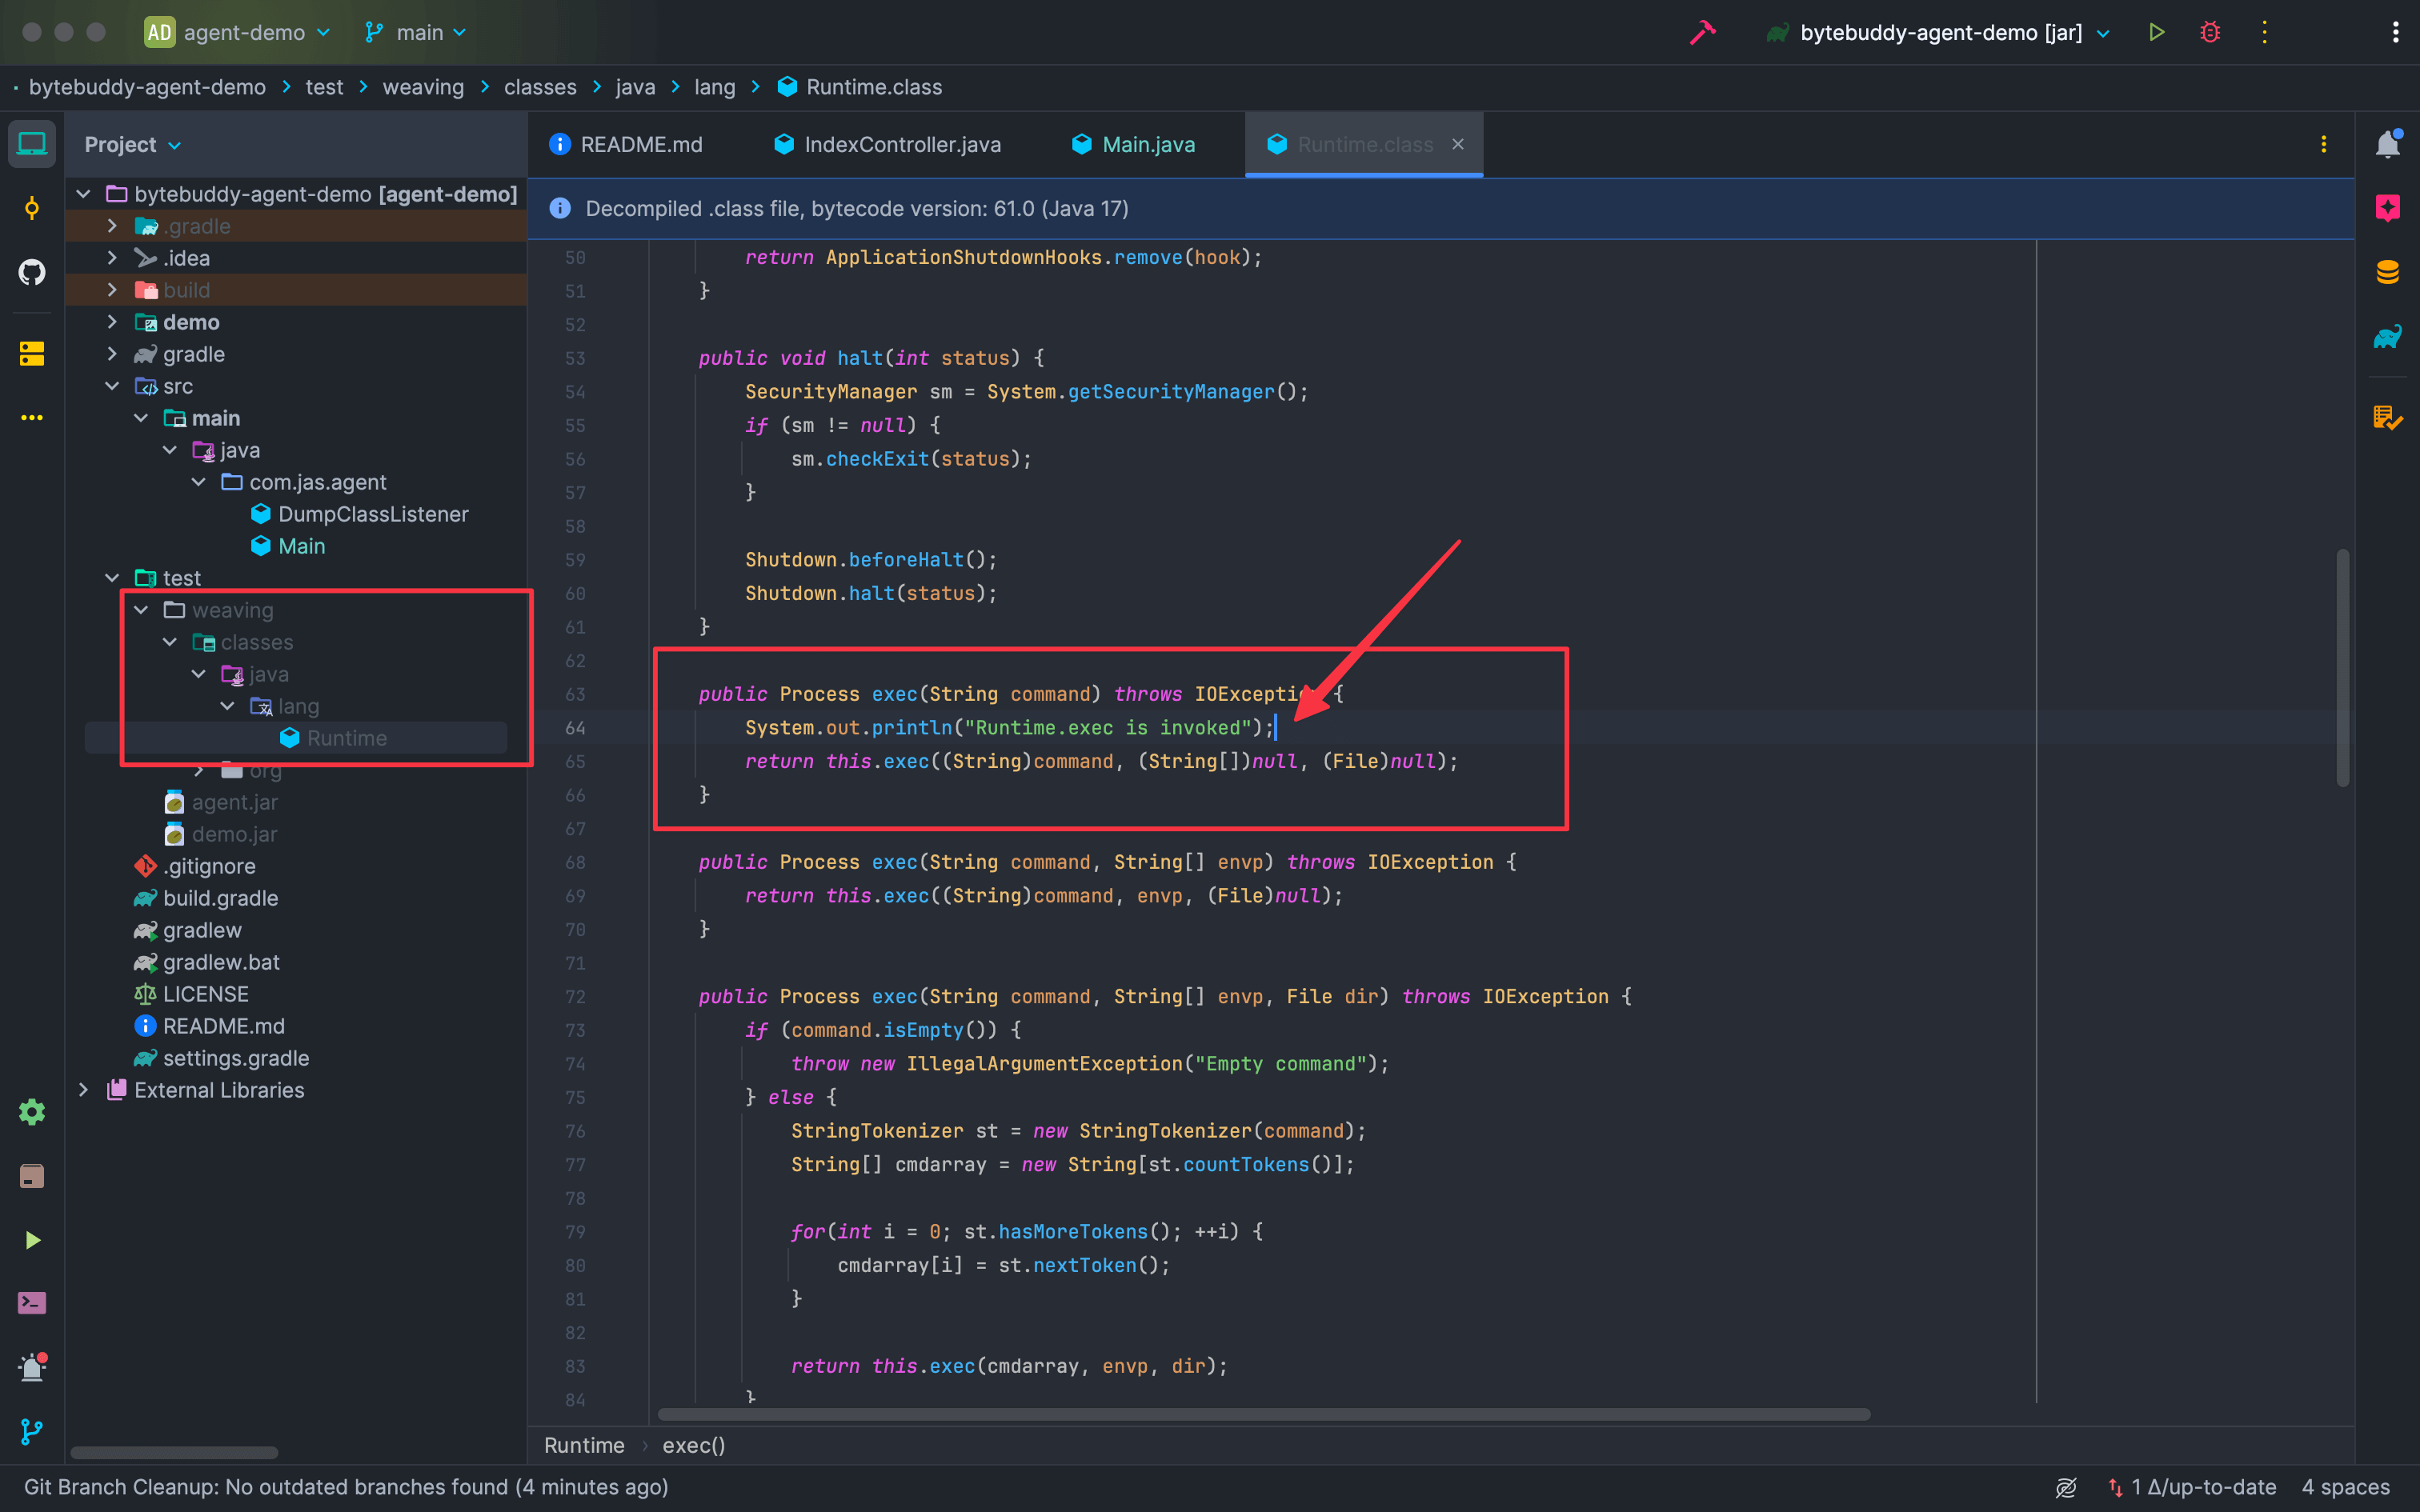 AD agent-demo main bytebuddy-agent-demo [jar]
bytebuddy-agent-demo test weaving classes java lang Runtime.class
Project
bytebuddy-agent-demo [agent-demo]
.gradle
.idea
build
demo
gradle
src
main
java
com.jas.agent
DumpClassListener
Main
test
weaving
classes
java
lang
Runtime
org
agent.jar
demo.jar
.gitignore
build.gradle
gradlew
gradlew.bat
LICENSE
README.md
settings.gradle
External Libraries
README.md IndexController.java Main.java Runtime.class
Decompiled .class file, bytecode version: 61.0 (Java 17)
50 return ApplicationShutdownHooks.remove(hook);
51 }
52
53 public void halt(int status) {
54 SecurityManager sm = System.getSecurityManager();
55 if (sm != null) {
56 sm.checkExit(status);
57 }
58
59 Shutdown.beforeHalt();
60 Shutdown.halt(status);
61 }
62
63 public Process exec(String command) throws IOException {
64 System.out.println("Runtime.exec is invoked");
65 return this.exec((String)command, (String[])null, (File)null);
66 }
67
68 public Process exec(String command, String[] envp) throws IOException {
69 return this.exec((String)command, envp, (File)null);
70 }
71
72 public Process exec(String command, String[] envp, File dir) throws IOException {
73 if (command.isEmpty()) {
74 throw new IllegalArgumentException("Empty command");
75 } else {
76 StringTokenizer st = new StringTokenizer(command);
77 String[] cmdarray = new String[st.countTokens()];
78
79 for(int i = 0; st.hasMoreTokens(); ++i) {
80 cmdarray[i] = st.nextToken();
81 }
82
83 return this.exec(cmdarray, envp, dir);
84 }
Runtime exec()
Git Branch Cleanup: No outdated branches found (4 minutes ago) 1 Δ/up-to-date 4 spaces